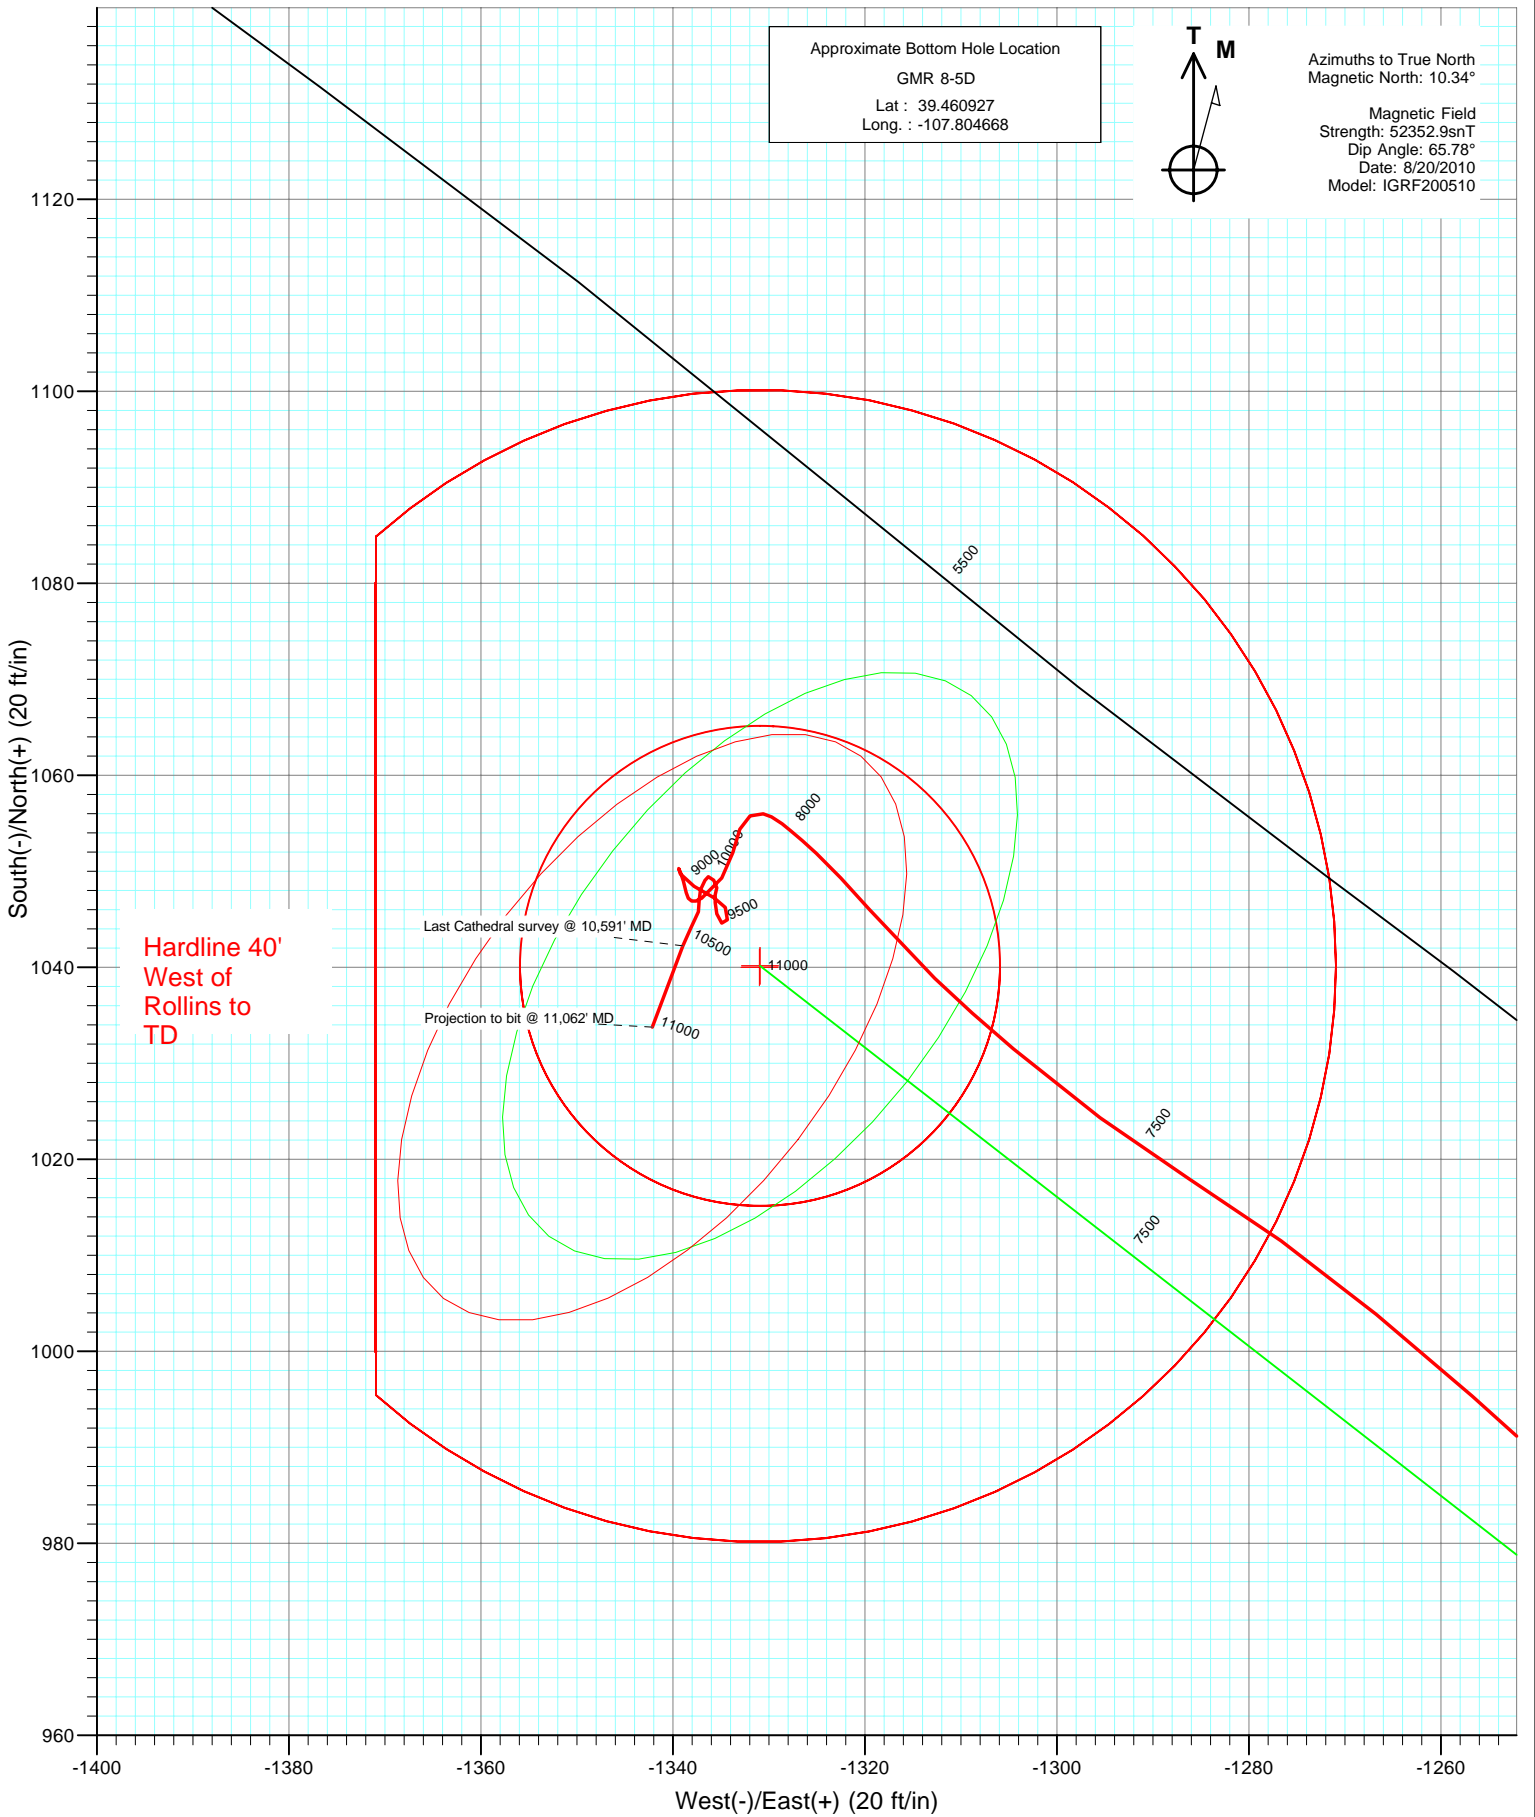 Approximate Bottom Hole Location
GMR 8-5D
Lat : 39.460927
Long. : -107.804668
T
M
Azimuths to True North
Magnetic North: 10.34°
Magnetic Field
Strength: 52352.9snT
Dip Angle: 65.78°
Date: 8/20/2010
Model: IGRF200510
South(-)/North(+) (20 ft/in)
1120
1100
1080
1060
1040
1020
1000
980
960
5500
8000
10000
9000
9500
Last Cathedral survey @ 10,591' MD
10500
11000
Projection to bit @ 11,062' MD
11000
7500
7500
Hardline 40'
West of
Rollins to
TD
-1400
-1380
-1360
-1340
-1320
-1300
-1280
-1260
West(-)/East(+) (20 ft/in)